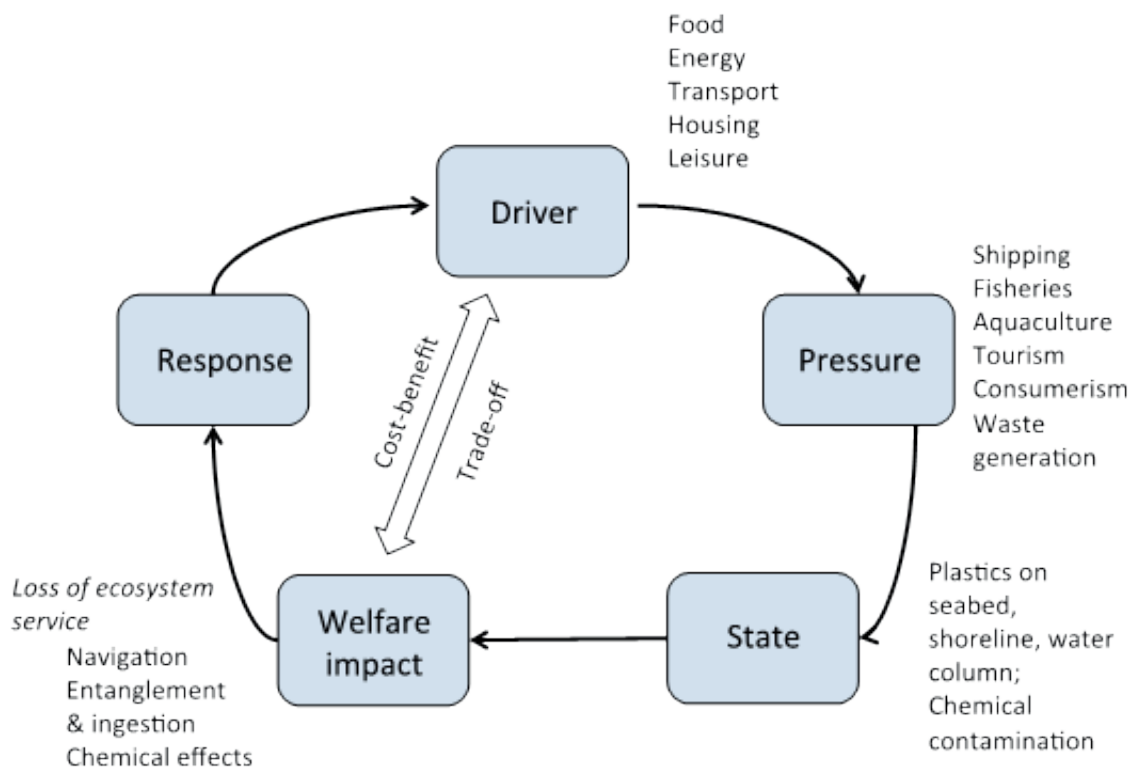 Food
Energy
Transport
Housing
Leisure
Driver
Shipping
Fisheries
Aquaculture
Tourism
Consumerism
Waste
generation
Response
Pressure
Cost-benefit
Trade-off
Loss of ecosystem
service
Navigation
Entanglement
& ingestion
Chemical effects
Welfare
impact
State
Plastics on
seabed,
shoreline, water
column;
Chemical
contamination